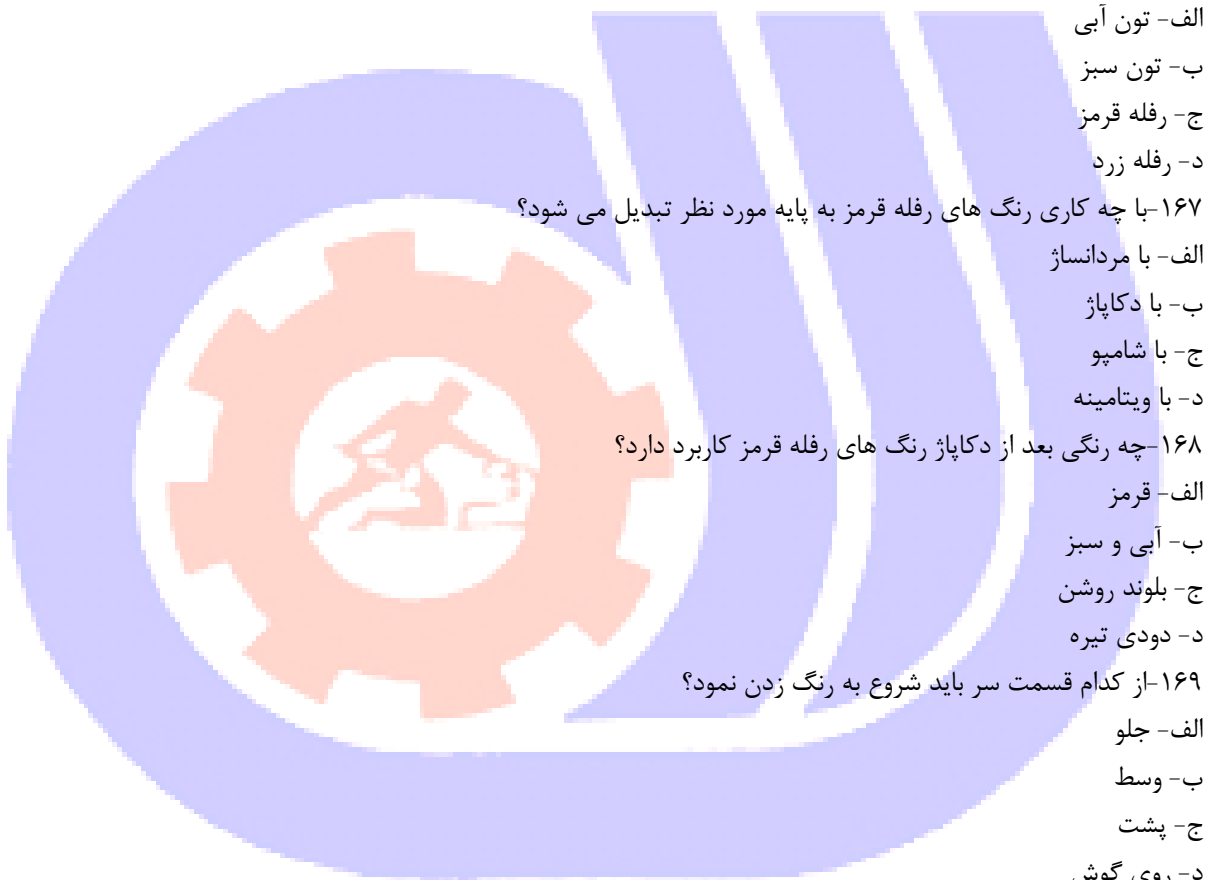 الف- تون آبی
ب- تون سبز
ج- رفله قرمز
د- رفله زرد
۱۶۷-با چه کاری رنگ های رفله قرمز به پایه مورد نظر تبدیل می شود؟
الف- با مردانساژ
ب- با دکاپاژ
ج- با شامپو
د- با ویتامینه
۱۶۸-چه رنگی بعد از دکاپاژ رنگ های رفله قرمز کاربرد دارد؟
الف- قرمز
ب- آبی و سبز
ج- بلوند روشن
د- دودی تیره
۱۶۹-از کدام قسمت سر باید شروع به رنگ زدن نمود؟
الف- جلو
ب- وسط
ج- پشت
د- روی گوش